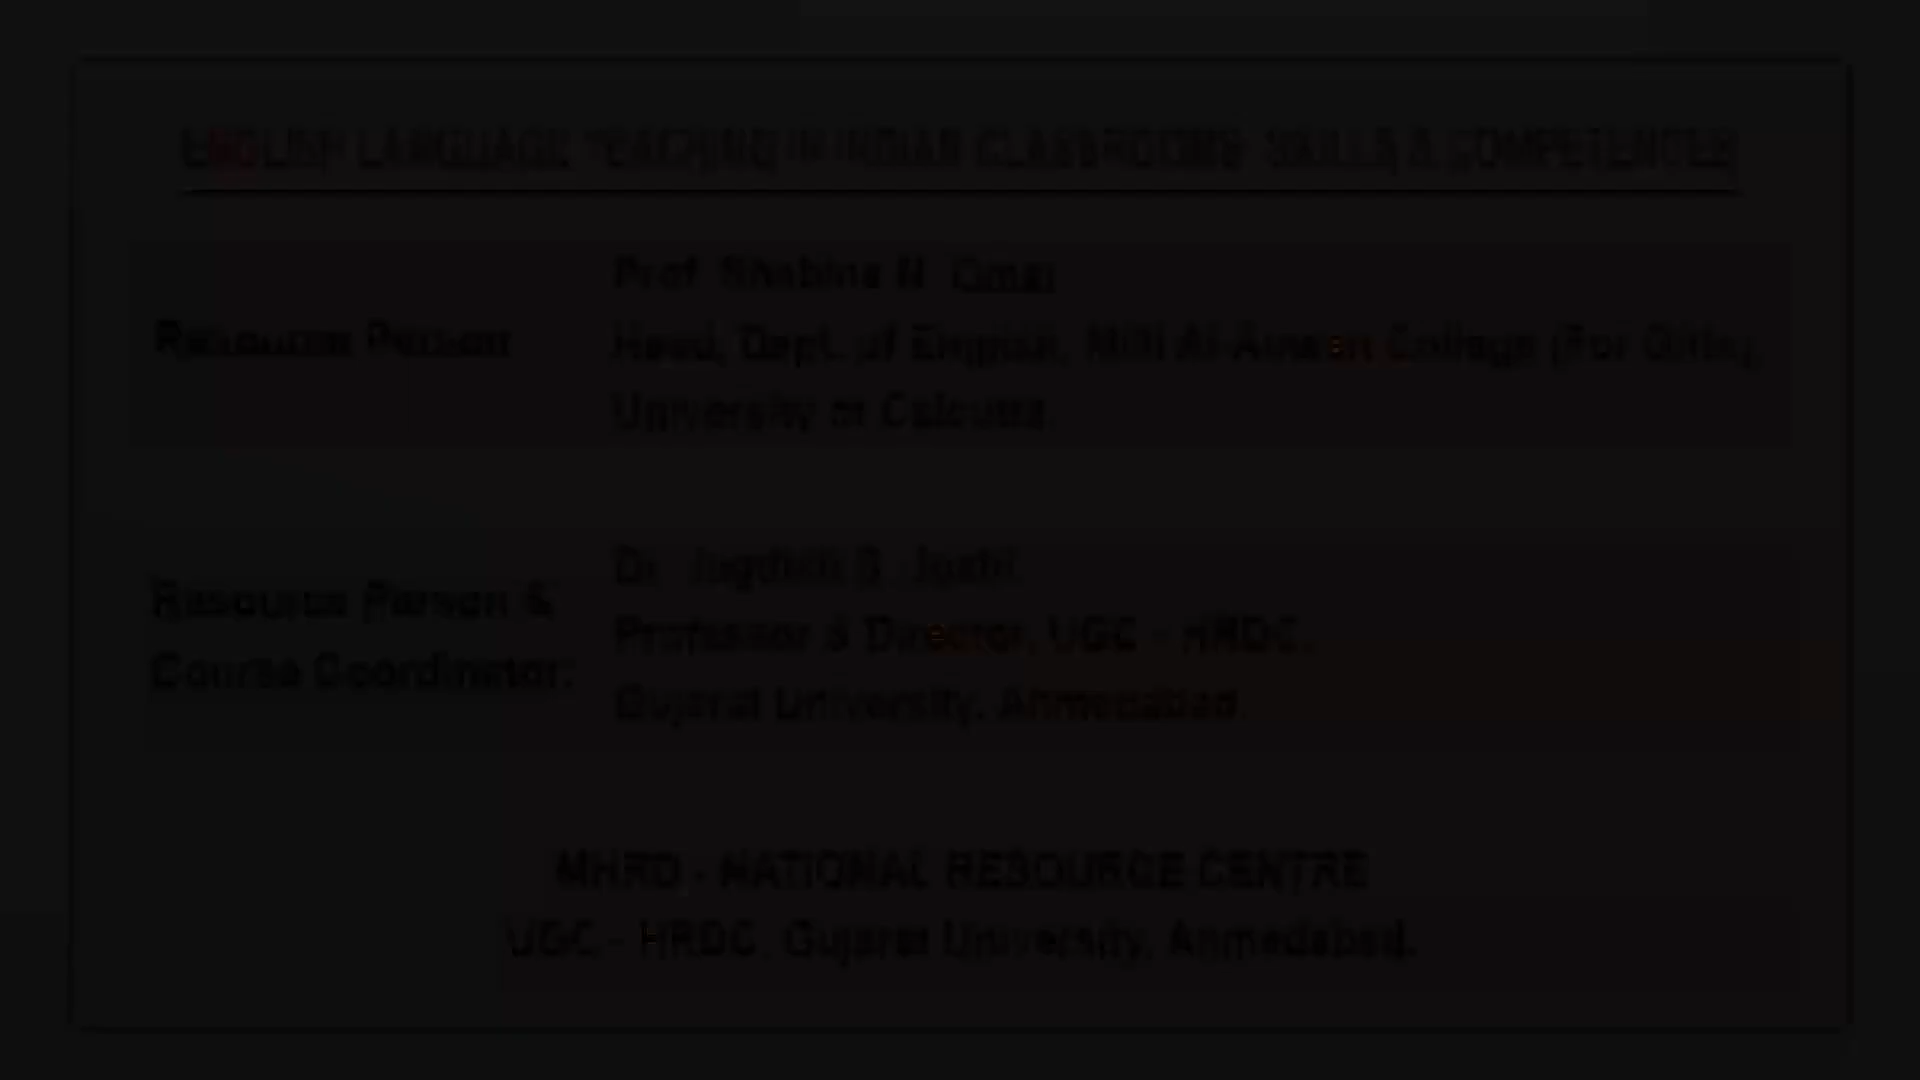 ENGLISH LANGUAGE TEACHING IN INDIAN CLASSROOMS: SKILLS & COMPETENCIES
Prof. Shabina N. Omar
Resource Person
Head, Dept. of English, Milli Al-Ameen College (For Girls),
University of Calcutta
Dr. Jagdish S. Joshi
Resource Person &
Professor & Director, UGC - HRDC,
Course Coordinator:
Gujarat University, Ahmedabad.
MHRD - NATIONAL RESOURCE CENTRE
UGC - HRDC, Gujarat University, Ahmedabad.